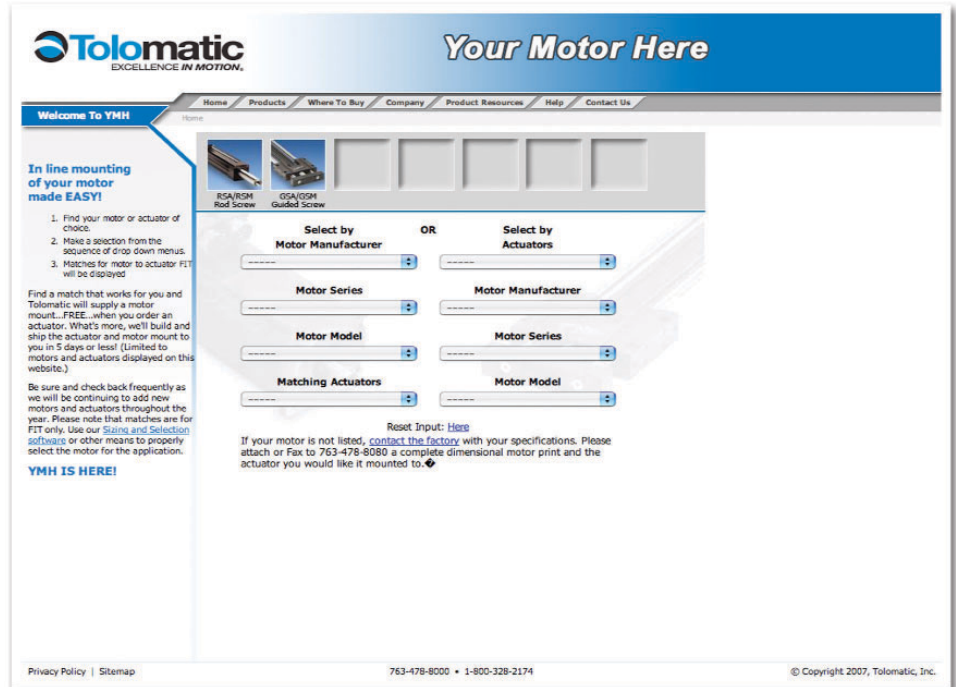 Tolomatic
EXCELLENCE IN MOTION.
Your Motor Here
Home Products Where To Buy Company Product Resources Help Contact Us
Welcome To YMH
Home
In line mounting
of your motor
made EASY!
1. Find your motor or actuator of
choice.
2. Make a selection from the
sequence of drop down menus.
3. Matches for motor to actuator FIT
will be displayed
Find a match that works for you and
Tolomatic will supply a motor
mount...FREE...when you order an
actuator. What's more, we'll build and
ship the actuator and motor mount to
you in 5 days or less! (Limited to
motors and actuators displayed on this
website.)
Be sure and check back frequently as
we will be continuing to add new
motors and actuators throughout the
year. Please note that matches are for
FIT only. Use our Sizing and Selection
software or other means to properly
select the motor for the application.
YMH IS HERE!
RSA/RSM
Rod Screw
GSA/GSM
Guided Screw
Select by
Motor Manufacturer
OR
Select by
Actuators
-----
-----
Motor Series
Motor Manufacturer
-----
-----
Motor Model
Motor Series
-----
-----
Matching Actuators
Motor Model
-----
-----
Reset Input: Here
If your motor is not listed, contact the factory with your specifications. Please
attach or Fax to 763-478-8080 a complete dimensional motor print and the
actuator you would like it mounted to.�
Privacy Policy | Sitemap
763-478-8000 • 1-800-328-2174
© Copyright 2007, Tolomatic, Inc.